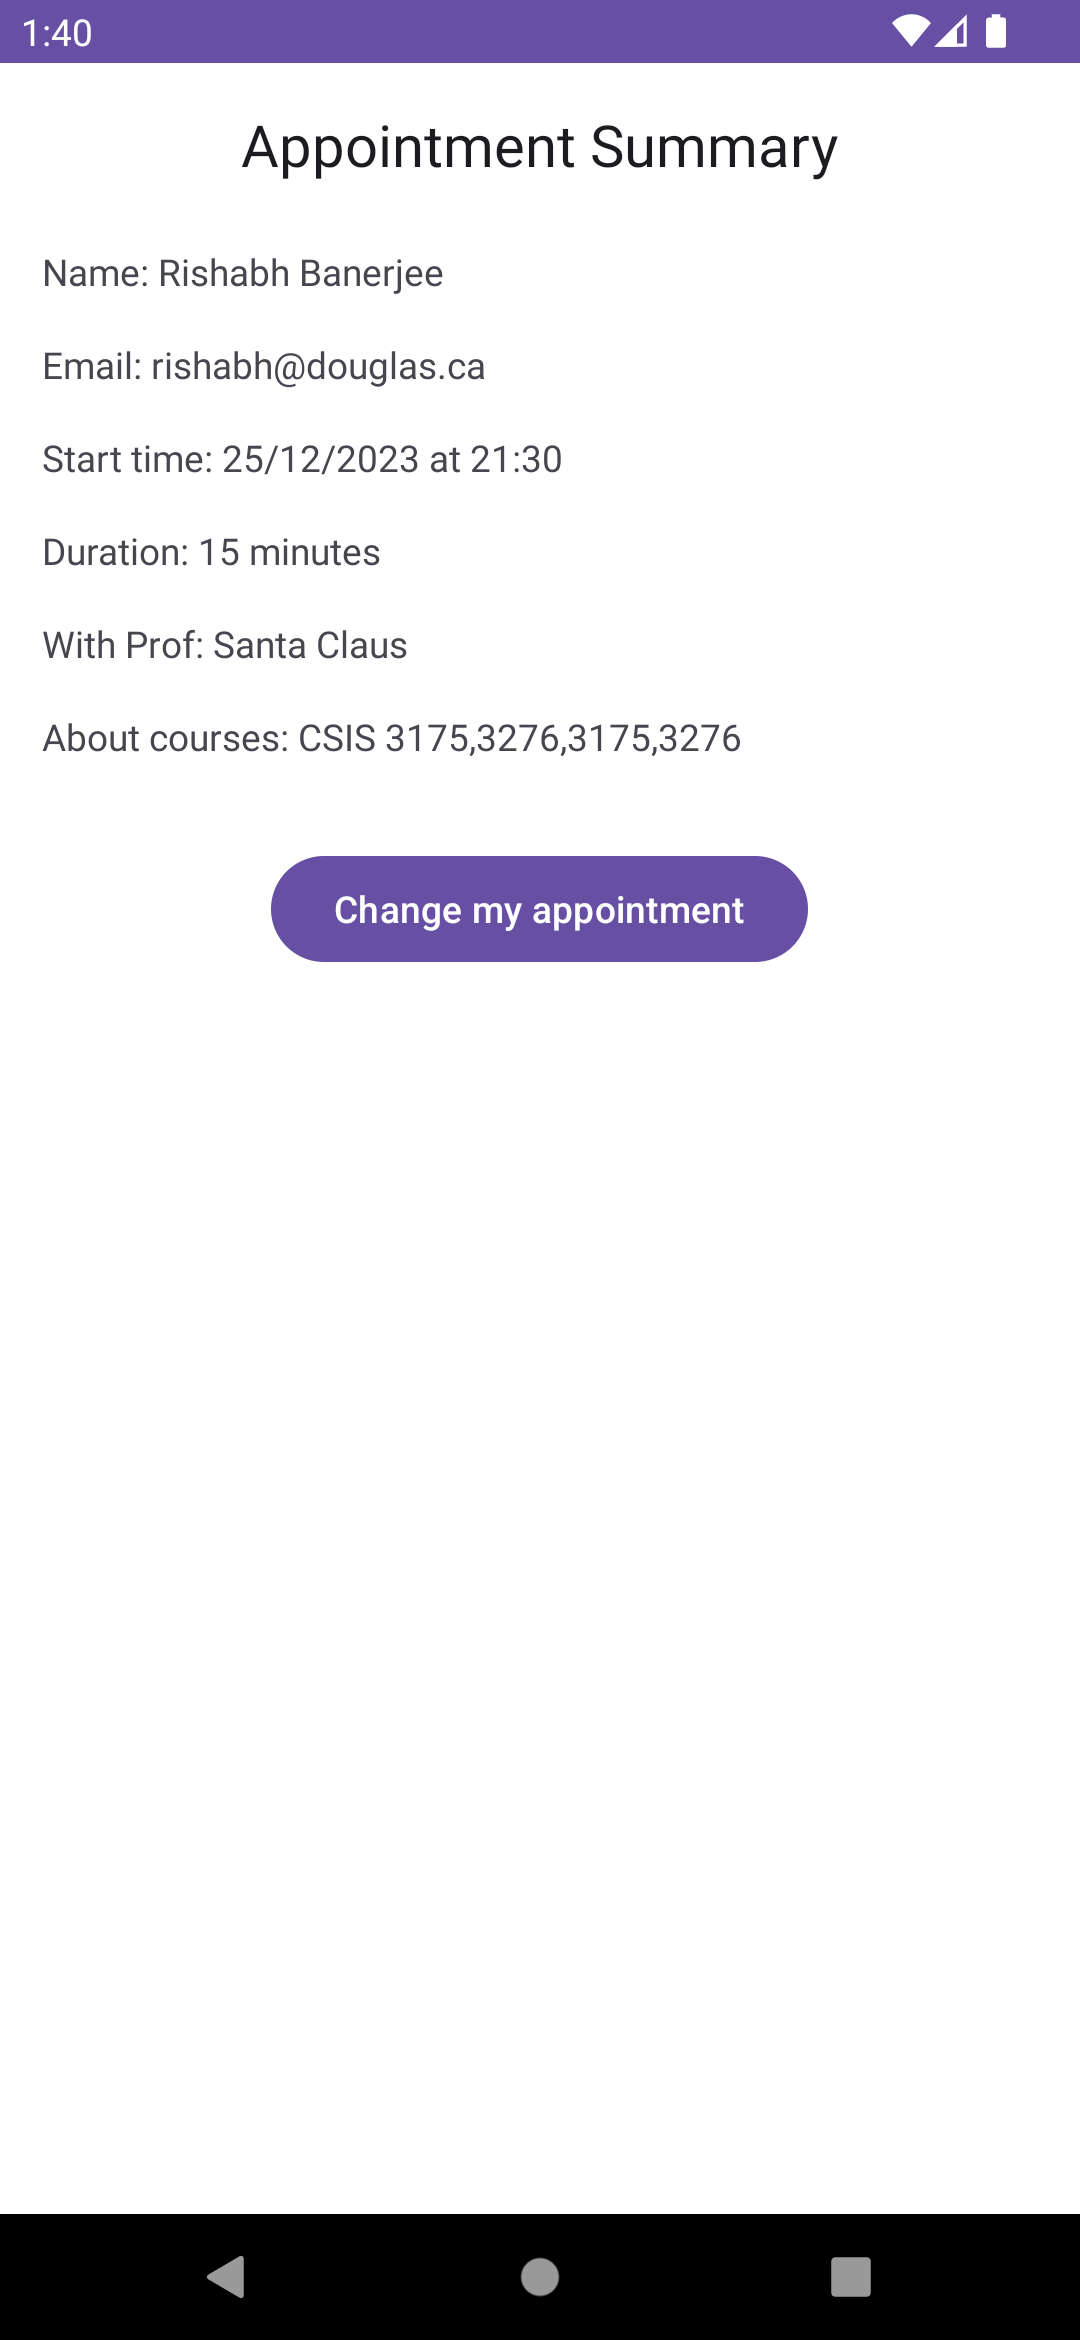 1:40
Appointment Summary
Name: Rishabh Banerjee
Email: rishabh@douglas.ca
Start time: 25/12/2023 at 21:30
Duration: 15 minutes
With Prof: Santa Claus
About courses: CSIS 3175,3276,3175,3276
Change my appointment